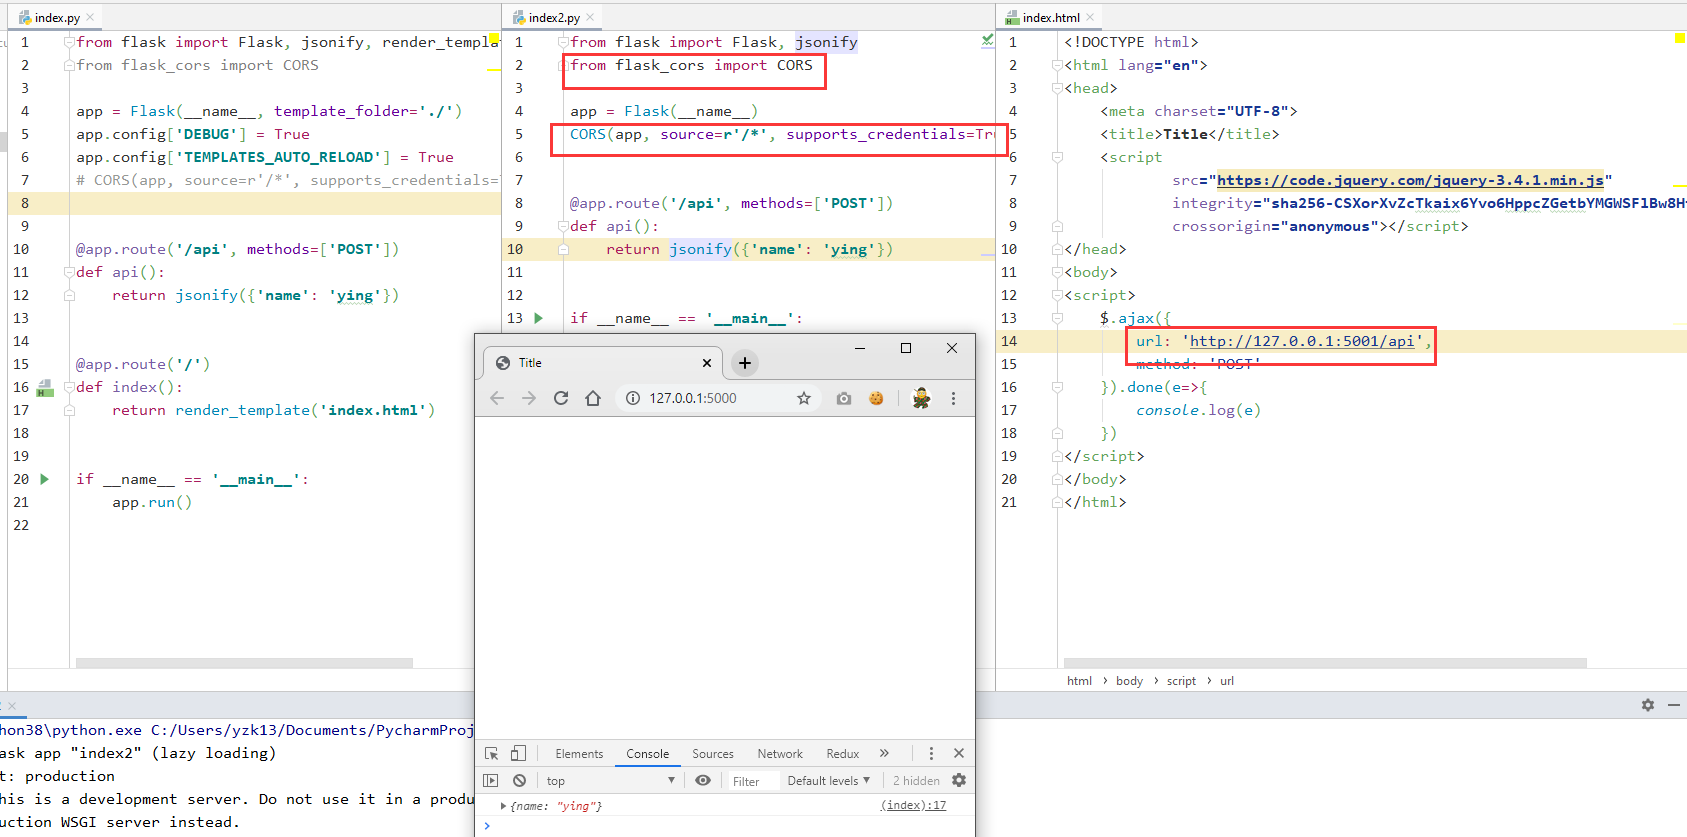 index.py
1 from flask import Flask, jsonify, render_templa
2 from flask_cors import CORS
3
4 app = Flask(__name__, template_folder='./')
5 app.config['DEBUG'] = True
6 app.config['TEMPLATES_AUTO_RELOAD'] = True
7 # CORS(app, source=r'/*', supports_credentials=
8
9
10 @app.route('/api', methods=['POST'])
11 def api():
12 return jsonify({'name': 'ying'})
13
14
15 @app.route('/')
16 def index():
17 return render_template('index.html')
18
19
20 if __name__ == '__main__':
21 app.run()
22
index2.py
1 from flask import Flask, jsonify
2 from flask_cors import CORS
3
4 app = Flask(__name__)
5 CORS(app, source=r'/*', supports_credentials=Tr
6
7
8 @app.route('/api', methods=['POST'])
9 def api():
10 return jsonify({'name': 'ying'})
11
12
13 if __name__ == '__main__':
index.html
1 <!DOCTYPE html>
2 <html lang="en">
3 <head>
4 <meta charset="UTF-8">
5 <title>Title</title>
6 <script
7 src="https://code.jquery.com/jquery-3.4.1.min.js"
8 integrity="sha256-CSXorXvZcTkaix6Yvo6HppcZGetbYMGWSFlBw8H
9 crossorigin="anonymous"></script>
10 </head>
11 <body>
12 <script>
13 $.ajax({
14 url: 'http://127.0.0.1:5001/api',
15 method: 'POST'
16 }).done(e=>{
17 console.log(e)
18 })
19 </script>
20 </body>
21 </html>
html › body › script › url
Title
127.0.0.1:5000
Elements Console Sources Network Redux »
top Filter Default levels 2 hidden
{name: "ying"} (index):17
thon38\python.exe C:/Users/yzk13/Documents/PycharmProj
ask app "index2" (lazy loading)
t: production
his is a development server. Do not use it in a produ
uction WSGI server instead.